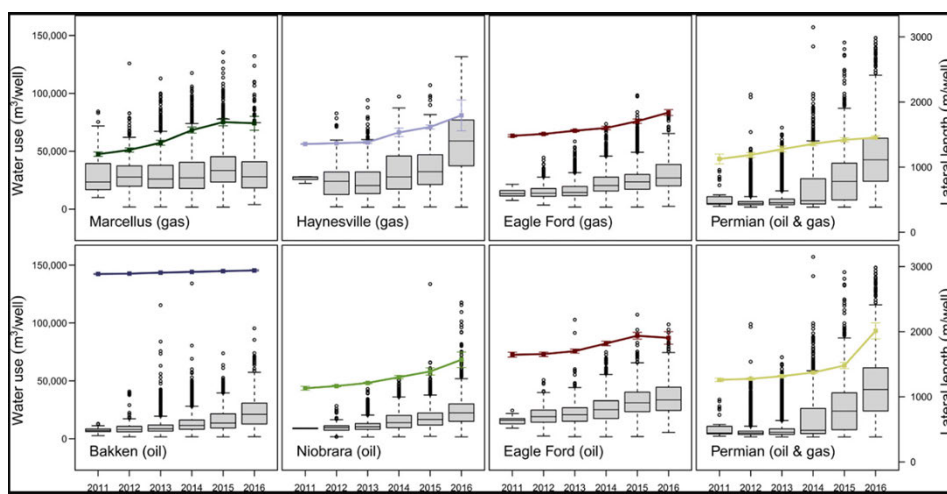 Water use (m³/well)
150,000
100,000
50,000
0
Marcellus (gas)
Haynesville (gas)
Eagle Ford (gas)
Permian (oil & gas)
3000
2000
1000
0
Lateral length (m/well)
Water use (m³/well)
150,000
100,000
50,000
0
Bakken (oil)
Niobrara (oil)
Eagle Ford (oil)
Permian (oil & gas)
3000
2000
1000
0
Lateral length (m/well)
2011 2012 2013 2014 2015 2016
2011 2012 2013 2014 2015 2016
2011 2012 2013 2014 2015 2016
2011 2012 2013 2014 2015 2016